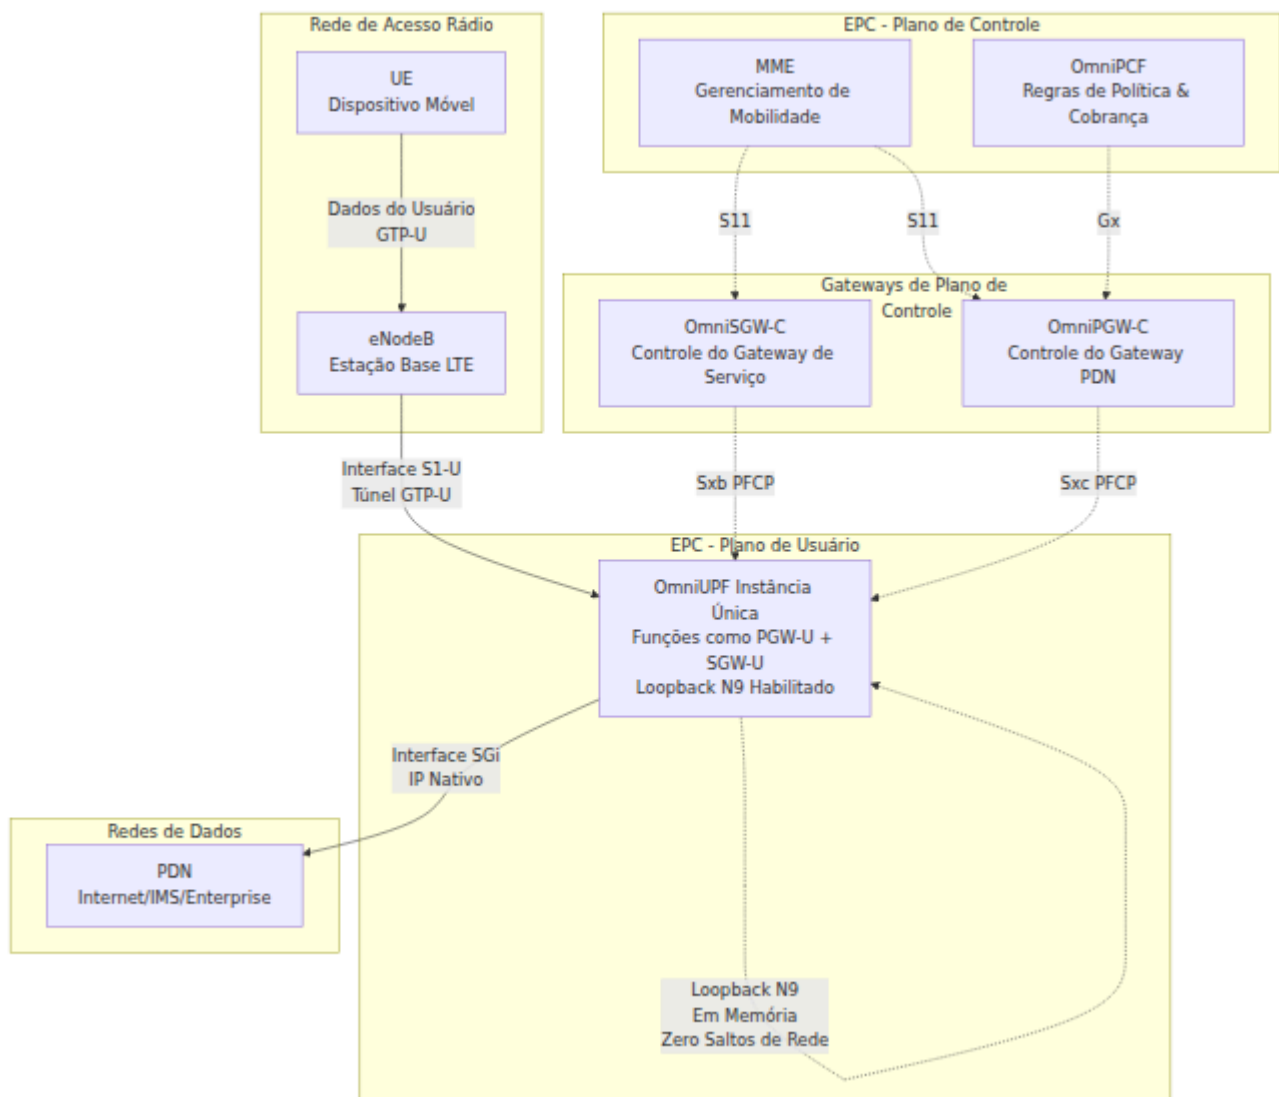 Rede de Acesso Rádio
UE
Dispositivo Móvel
Dados do Usuário
GTP-U
eNodeB
Estação Base LTE
Interface S1-U
Túnel GTP-U
EPC - Plano de Controle
MME
Gerenciamento de
Mobilidade
OmniPCF
Regras de Política &
Cobrança
S11
S11
Gx
Gateways de Plano de
Controle
OmniSGW-C
Controle do Gateway de
Serviço
OmniPGW-C
Controle do Gateway
PDN
Sxb PFCP
Sxc PFCP
EPC - Plano de Usuário
OmniUPF Instância
Única
Funções como PGW-U +
SGW-U
Loopback N9 Habilitado
Interface SGi
IP Nativo
Redes de Dados
PDN
Internet/IMS/Enterprise
Loopback N9
Em Memória
Zero Saltos de Rede